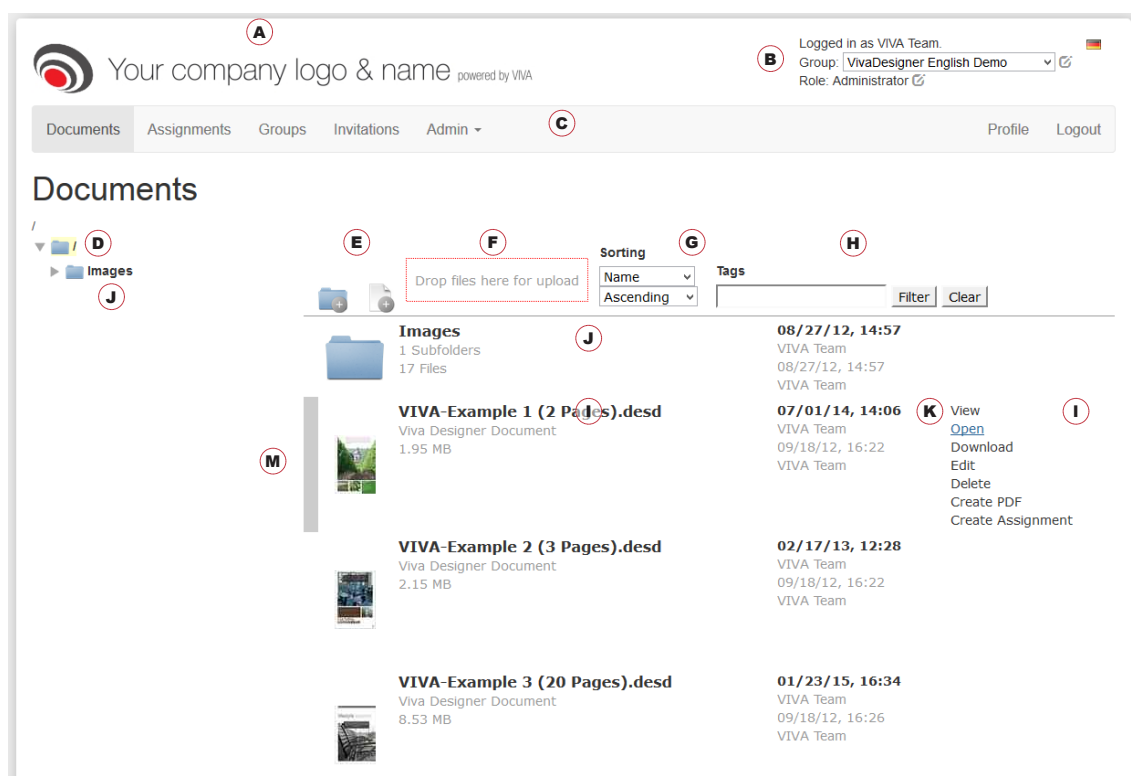 A
Your company logo & name powered by VIVA
Logged in as VIVA Team.
B
Group: VivaDesigner English Demo
Role: Administrator
Documents Assignments Groups Invitations Admin C Profile Logout
Documents
/
/ D
Images
J
E F G H
Sorting
Drop files here for upload
Name
Ascending
Tags
Filter Clear
Images J 08/27/12, 14:57
1 Subfolders VIVA Team
17 Files 08/27/12, 14:57
VIVA Team
VIVA-Example 1 (2 Pages).desd I 07/01/14, 14:06 K View I
Viva Designer Document VIVA Team Open
1.95 MB 09/18/12, 16:22 Download
M VIVA Team Edit
Delete
Create PDF
Create Assignment
VIVA-Example 2 (3 Pages).desd 02/17/13, 12:28
Viva Designer Document VIVA Team
2.15 MB 09/18/12, 16:22
VIVA Team
VIVA-Example 3 (20 Pages).desd 01/23/15, 16:34
Viva Designer Document VIVA Team
8.53 MB 09/18/12, 16:26
VIVA Team